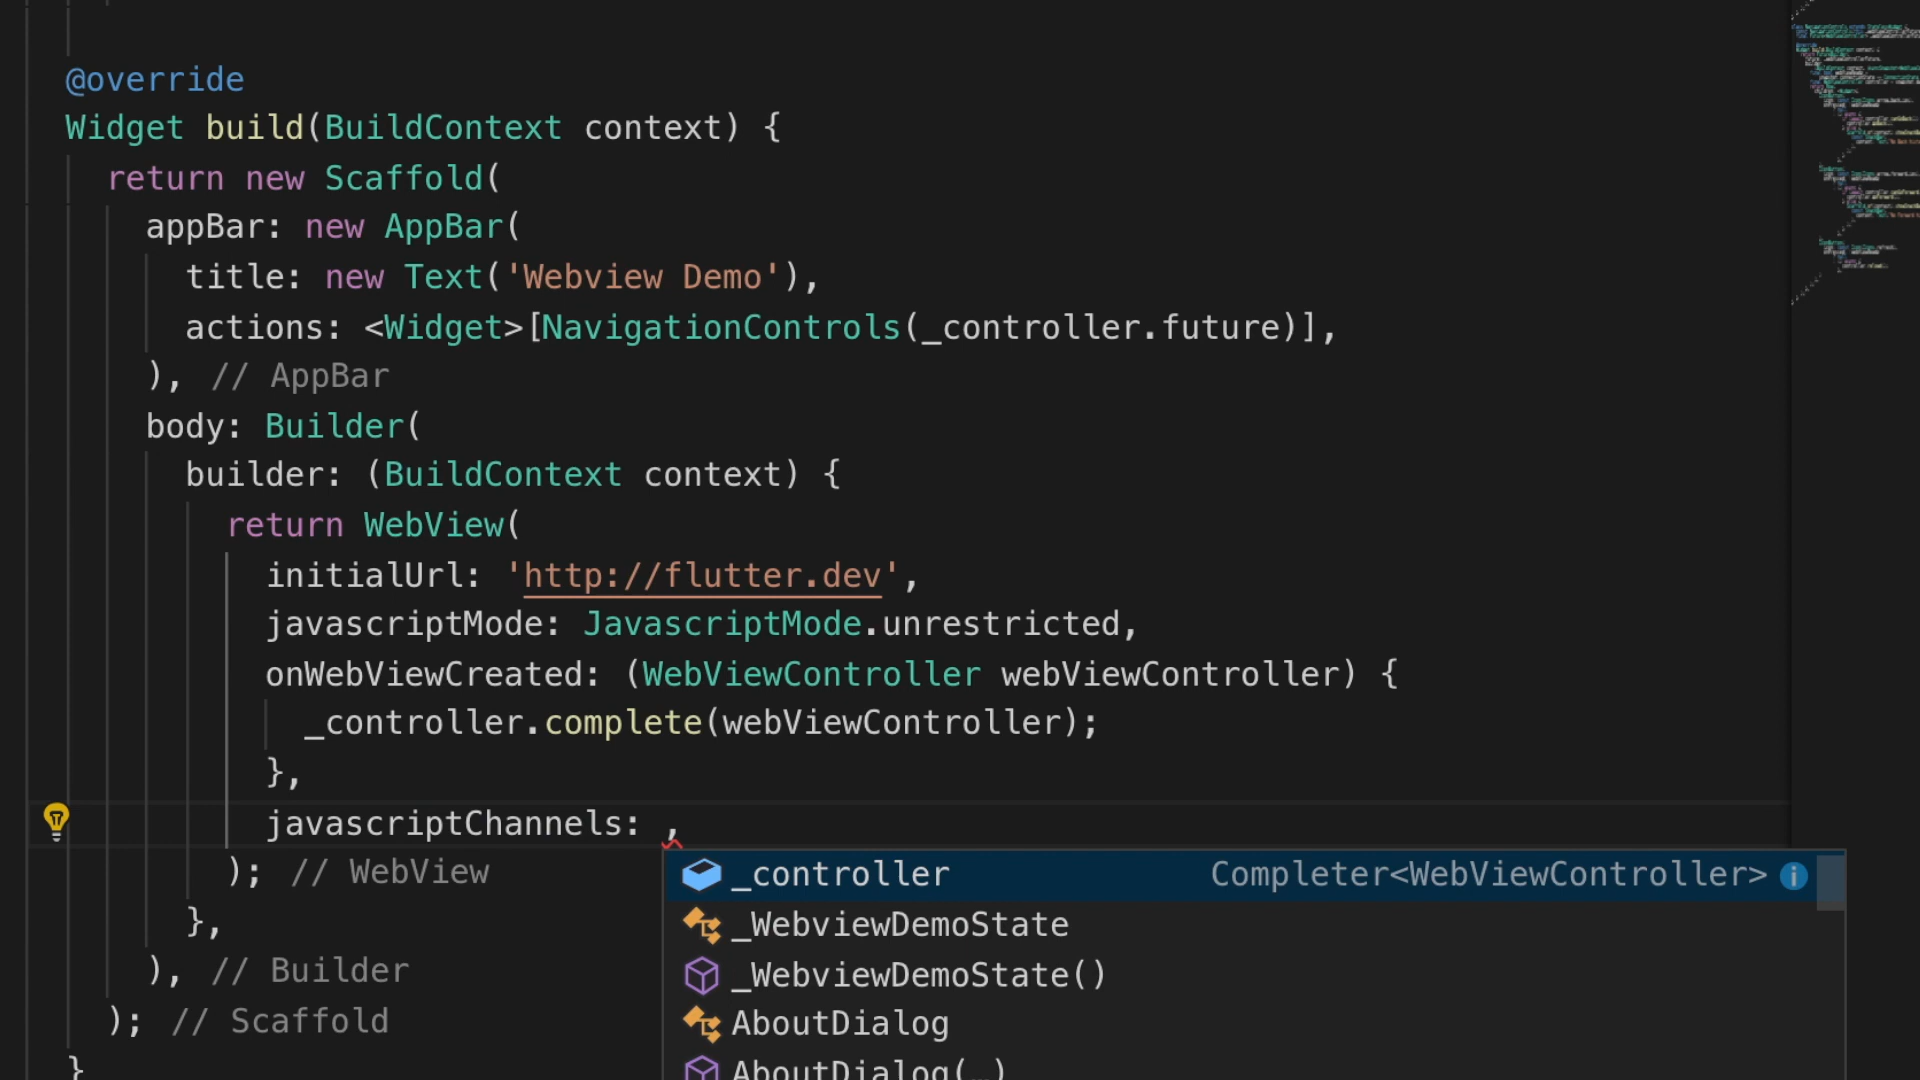 @override
Widget build(BuildContext context) {
return new Scaffold(
appBar: new AppBar(
title: new Text('Webview Demo'),
actions: <Widget>[NavigationControls(_controller.future)],
), // AppBar
body: Builder(
builder: (BuildContext context) {
return WebView(
initialUrl: 'http://flutter.dev',
javascriptMode: JavascriptMode.unrestricted,
onWebViewCreated: (WebViewController webViewController) {
_controller.complete(webViewController);
},
javascriptChannels: ,
); // WebView
},
), // Builder
); // Scaffold
}
_controller Completer<WebViewController>
_WebviewDemoState
_WebviewDemoState()
AboutDialog
AboutDialog(…)